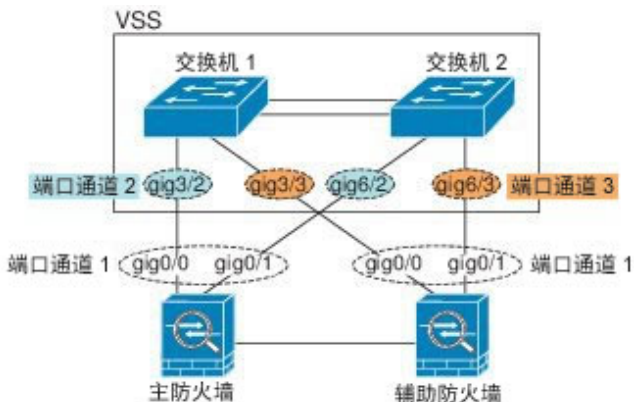 VSS
交换机 1
交换机 2
端口通道 2
gig3/2
gig3/3
gig6/2
gig6/3
端口通道 3
端口通道 1
gig0/0
gig0/1
gig0/0
gig0/1
端口通道 1
主防火墙
辅助防火墙